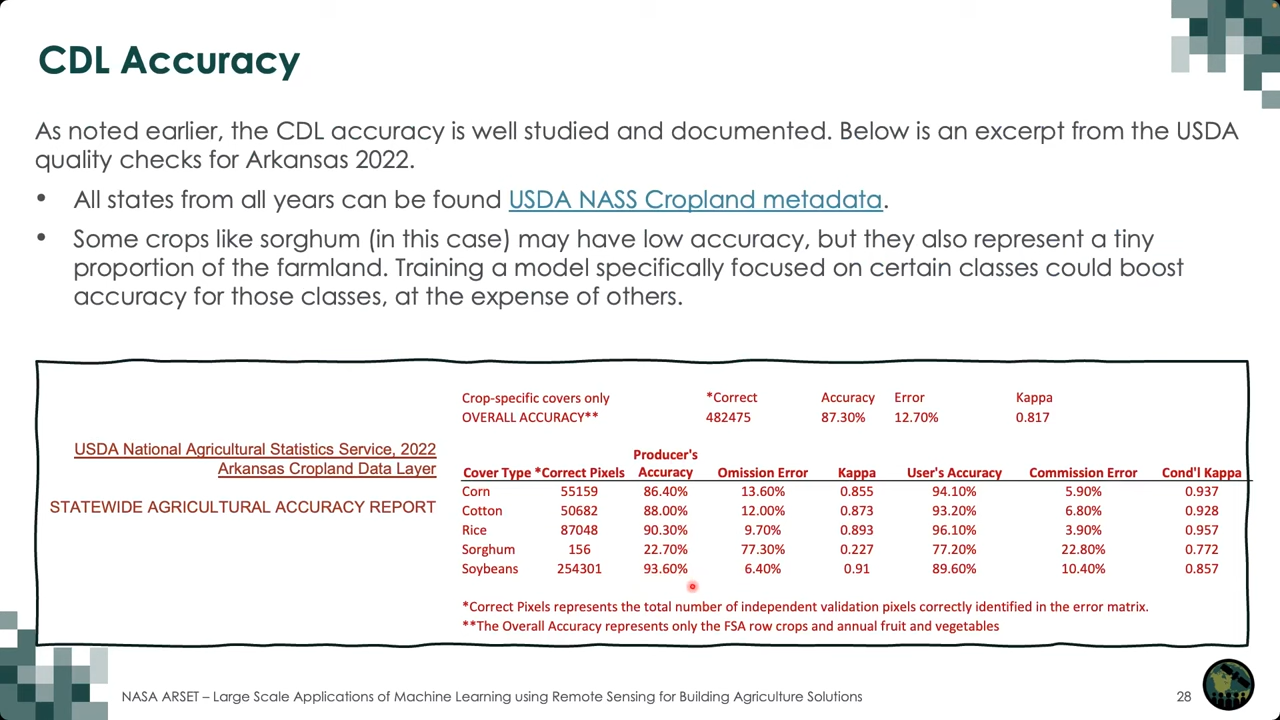 CDL Accuracy
As noted earlier, the CDL accuracy is well studied and documented. Below is an excerpt from the USDA
quality checks for Arkansas 2022.
• All states from all years can be found USDA NASS Cropland metadata.
• Some crops like sorghum (in this case) may have low accuracy, but they also represent a tiny
proportion of the farmland. Training a model specifically focused on certain classes could boost
accuracy for those classes, at the expense of others.
USDA National Agricultural Statistics Service, 2022
Arkansas Cropland Data Layer
STATEWIDE AGRICULTURAL ACCURACY REPORT
Crop-specific covers only *Correct Accuracy Error Kappa
OVERALL ACCURACY** 482475 87.30% 12.70% 0.817
Producer's
Cover Type *Correct Pixels Accuracy Omission Error Kappa User's Accuracy Commission Error Cond'l Kappa
Corn 55159 86.40% 13.60% 0.855 94.10% 5.90% 0.937
Cotton 50682 88.00% 12.00% 0.873 93.20% 6.80% 0.928
Rice 87048 90.30% 9.70% 0.893 96.10% 3.90% 0.957
Sorghum 156 22.70% 77.30% 0.227 77.20% 22.80% 0.772
Soybeans 254301 93.60% 6.40% 0.91 89.60% 10.40% 0.857
*Correct Pixels represents the total number of independent validation pixels correctly identified in the error matrix.
**The Overall Accuracy represents only the FSA row crops and annual fruit and vegetables
NASA ARSET – Large Scale Applications of Machine Learning using Remote Sensing for Building Agriculture Solutions
28